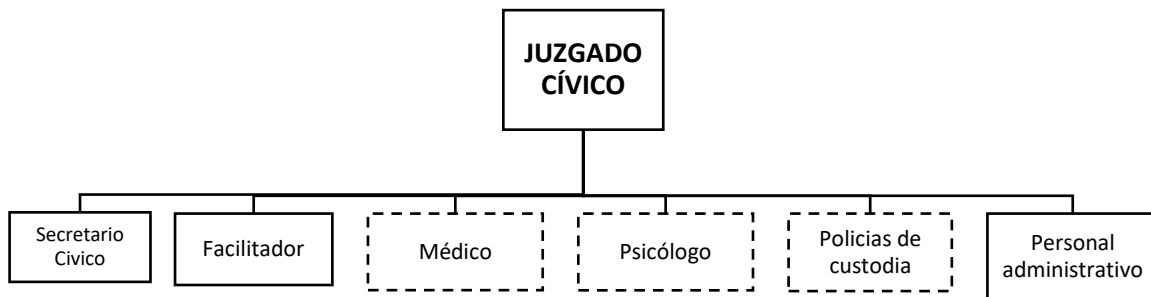 JUZGADO
CÍVICO
Secretario
Civico
Facilitador
Médico
Psicólogo
Policias de
custodia
Personal
administrativo